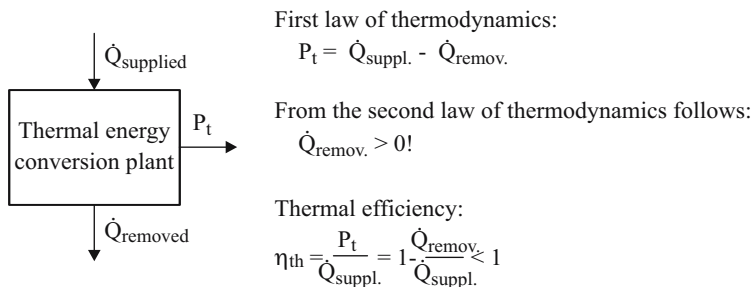 Q̇supplied
Thermal energy
conversion plant
Pt
Q̇removed
First law of thermodynamics:
Pt = Q̇suppl. - Q̇remov.
From the second law of thermodynamics follows:
Q̇remov. > 0!
Thermal efficiency:
ηth = Pt / Q̇suppl. = 1- Q̇remov. / Q̇suppl. < 1